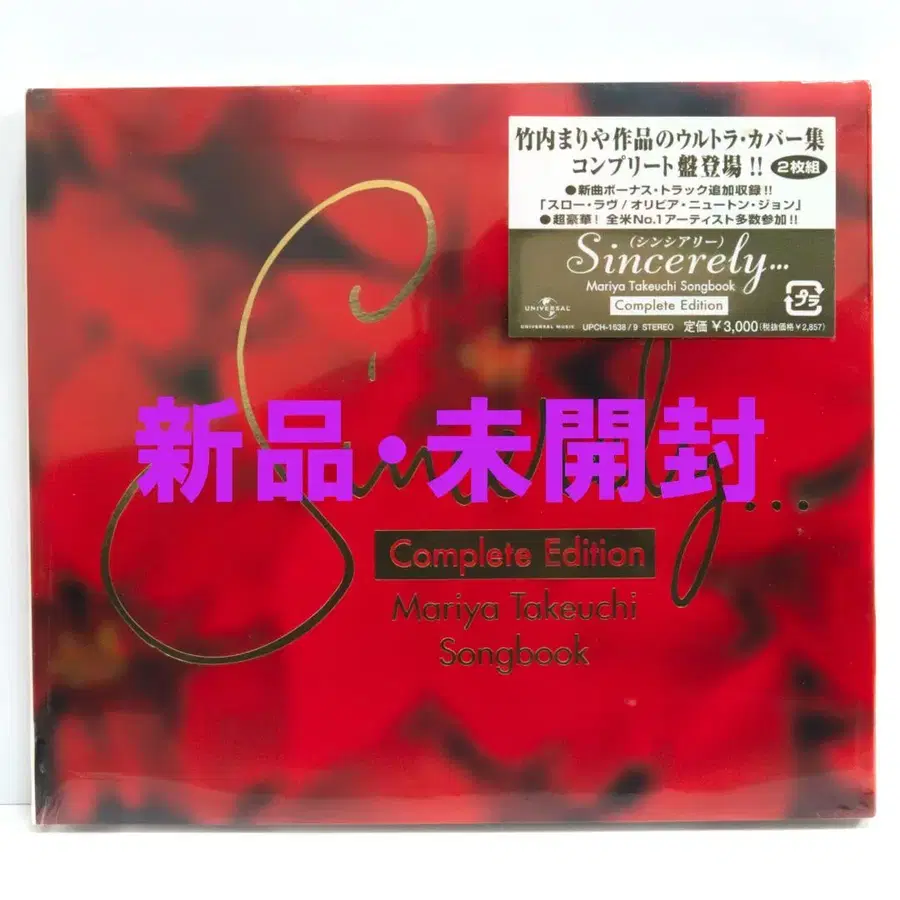 竹内まりや作品のウルトラ・カバー集
コンプリート盤登場!! 2枚組
●新曲ボーナス・トラック追加収録!!
「スロー・ラヴ/オリビア・ニュートン・ジョン」
●超豪華! 全米No.1アーティスト多数参加!!
(シンシアリー)
Sincerely...
Mariya Takeuchi Songbook
Complete Edition
プラ
UNIVERSAL
UNIVERSAL MUSIC
UPCH-1638/9 STEREO 定価 ¥3,000(税抜価格¥2,857)
Sincerely...
新品・未開封
Complete Edition
Mariya Takeuchi
Songbook